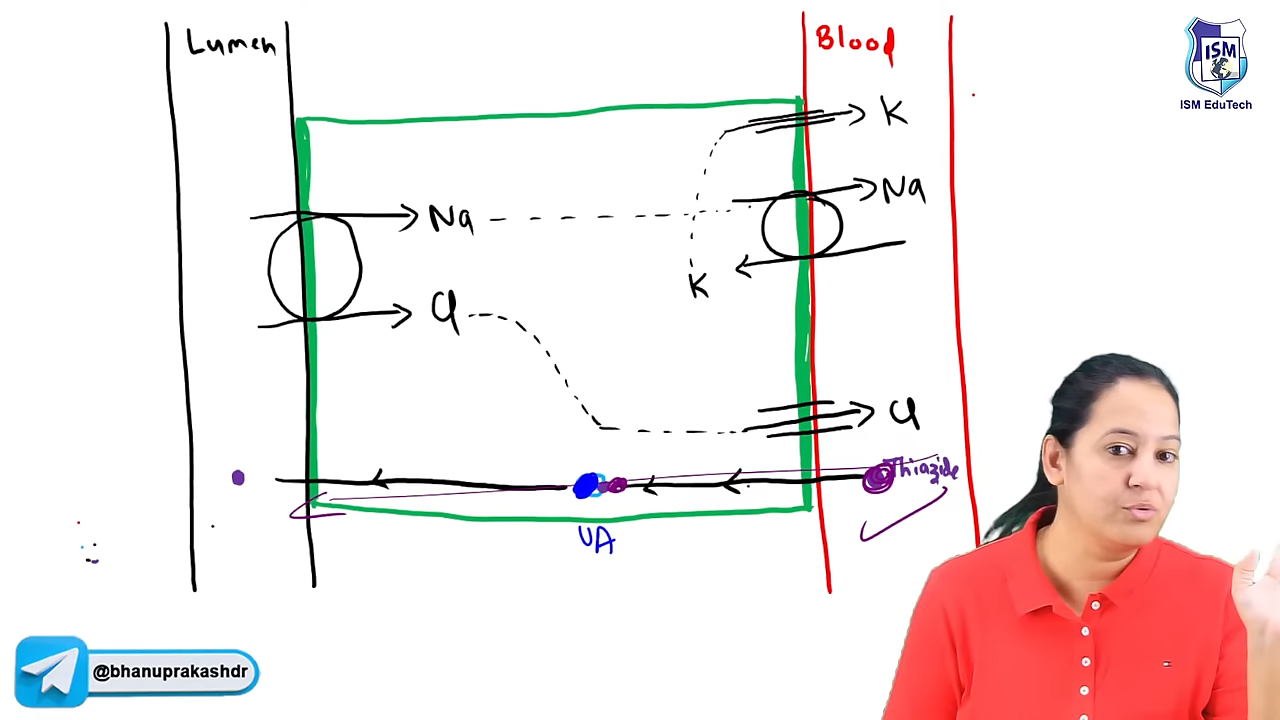 Lumen
Blood
ISM
ISM EduTech
K
Na
Na
K
Cl
Cl
Thiazide
UA
@bhanuprakashdr